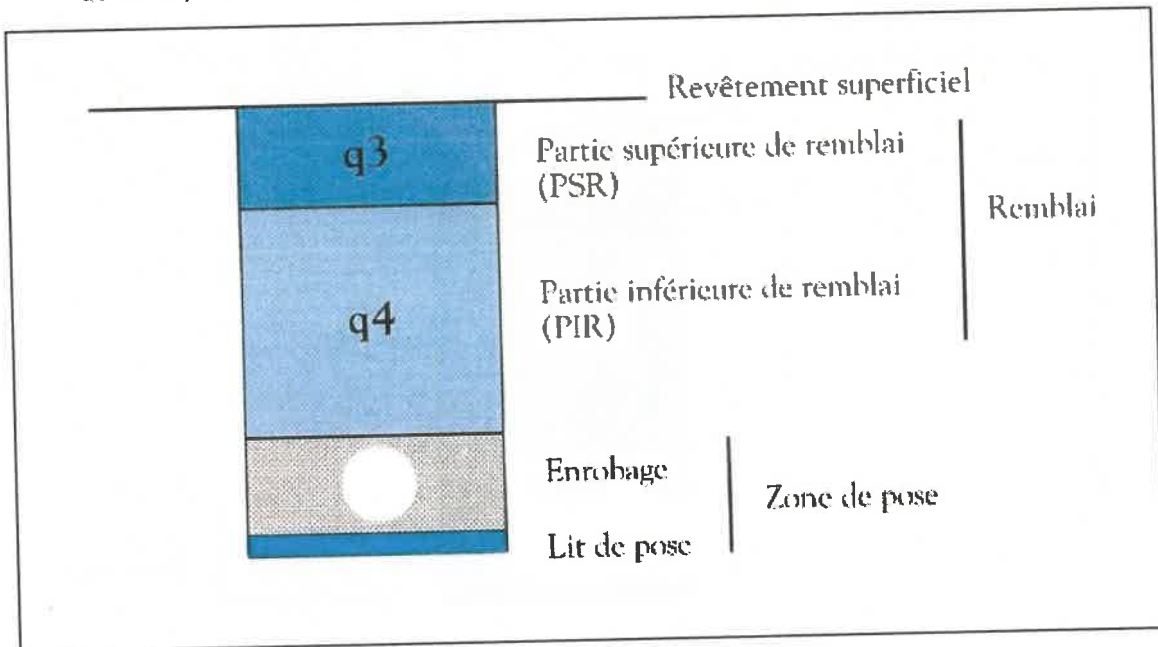 Revêtement superficiel
q3
Partie supérieure de remblai
(PSR)
Remblai
q4
Partie inférieure de remblai
(PIR)
Enrobage
Zone de pose
Lit de pose